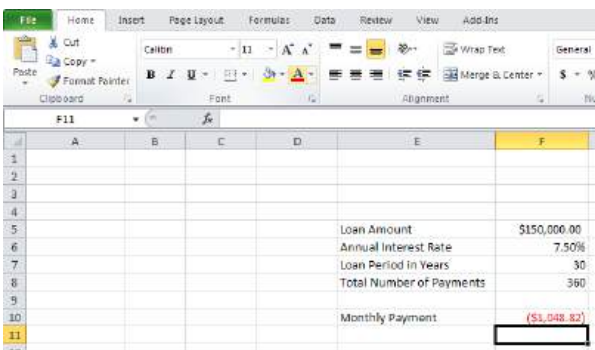 File Home Insert Page Layout Formulas Data Review View Add-Ins
Cut
Copy
Format Painter
Paste
Clipboard
Calibri 11 A A
B I U A
Font
Wrap Text
Merge & Center
Alignment
General
$ %
F11 fx
A B C D E F
1
2
3
4
5 Loan Amount $150,000.00
6 Annual Interest Rate 7.50%
7 Loan Period in Years 30
8 Total Number of Payments 360
9
10 Monthly Payment ($1,048.82)
11